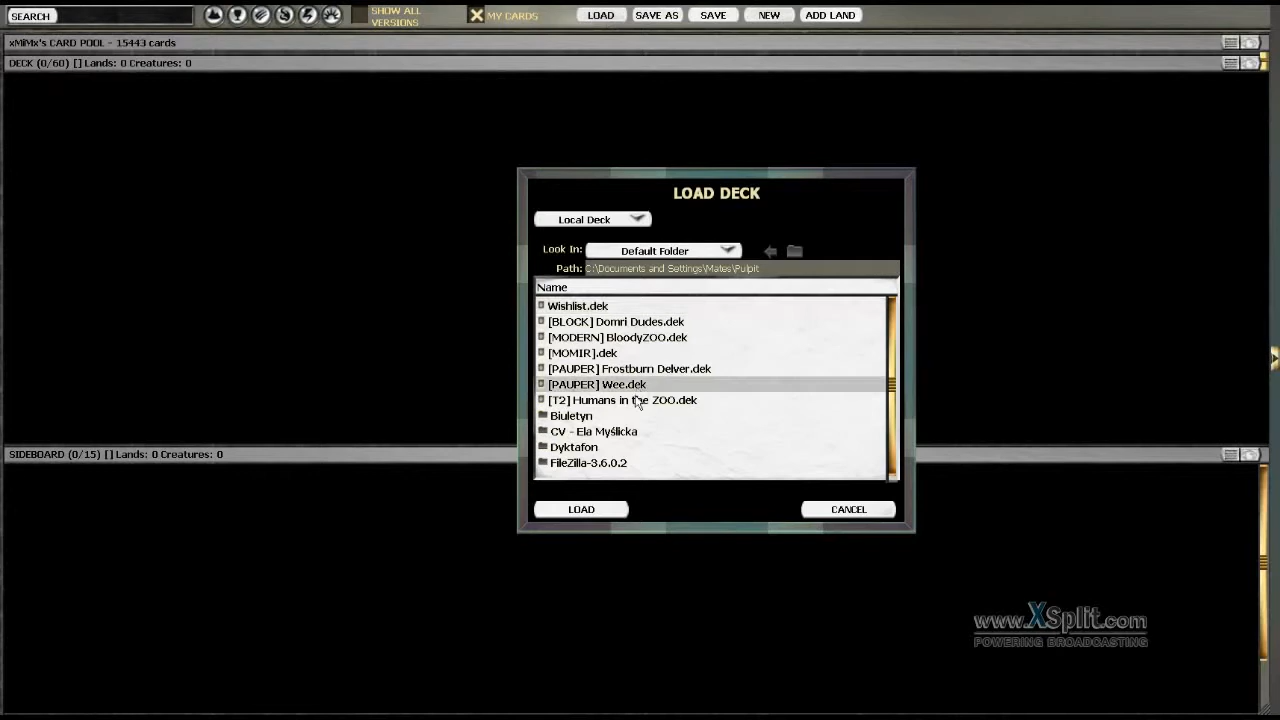 SEARCH
SHOW ALL
VERSIONS
MY CARDS
LOAD
SAVE AS
SAVE
NEW
ADD LAND
xMiMx's CARD POOL - 15443 cards
DECK (0/60) [] Lands: 0 Creatures: 0
LOAD DECK
Local Deck
Look In: Default Folder
Path: C:\Documents and Settings\Mates\Pulpit
Name
Wishlist.dek
[BLOCK] Domri Dudes.dek
[MODERN] BloodyZOO.dek
[MOMIR].dek
[PAUPER] Frostburn Delver.dek
[PAUPER] Wee.dek
[T2] Humans in the ZOO.dek
Biuletyn
CV - Ela Myślicka
Dyktafon
FileZilla-3.6.0.2
LOAD
CANCEL
SIDEBOARD (0/15) [] Lands: 0 Creatures: 0
www.XSplit.com
POWERING BROADCASTING